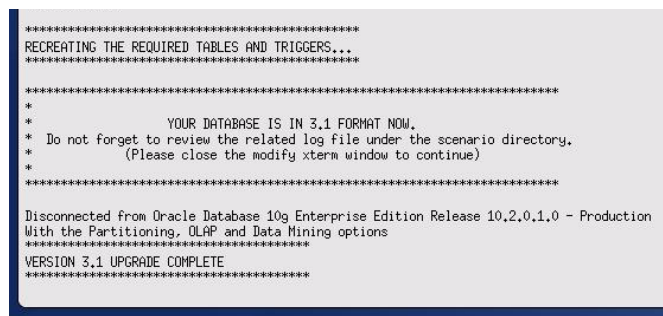 ****************************************************
RECREATING THE REQUIRED TABLES AND TRIGGERS...
****************************************************
***********************************************************************************
*
* YOUR DATABASE IS IN 3.1 FORMAT NOW.
* Do not forget to review the related log file under the scenario directory.
* (Please close the modify xterm window to continue)
*
***********************************************************************************
Disconnected from Oracle Database 10g Enterprise Edition Release 10.2.0.1.0 - Production
With the Partitioning, OLAP and Data Mining options
********************************************
VERSION 3.1 UPGRADE COMPLETE
********************************************